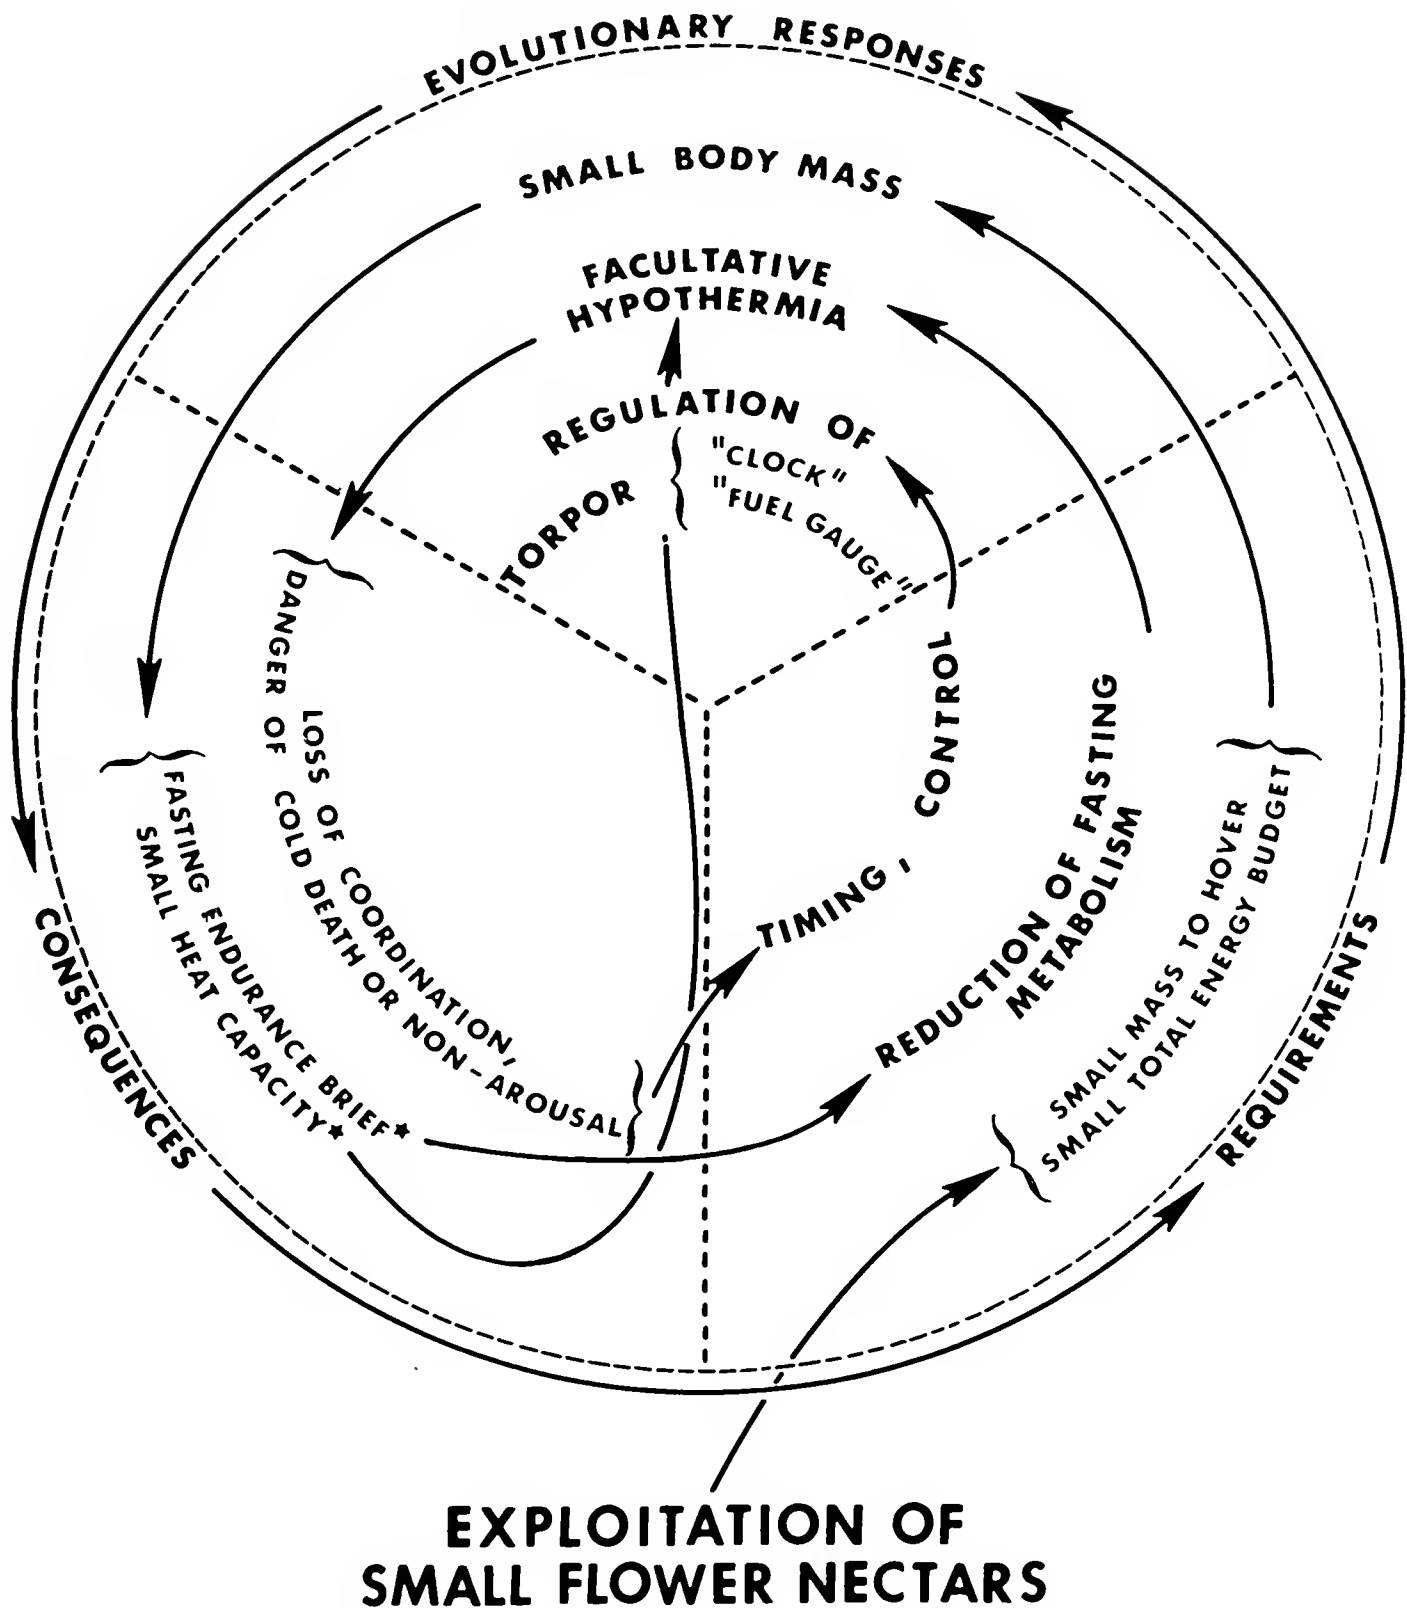 EVOLUTIONARY RESPONSES
SMALL BODY MASS
FACULTATIVE
HYPOTHERMIA
REGULATION OF
TORPOR
"CLOCK"
"FUEL GAUGE"
DANGER OF
LOSS OF COORDINATION,
COLD DEATH OR NON-AROUSAL
FASTING ENDURANCE BRIEF★
SMALL HEAT CAPACITY★
CONSEQUENCES
TIMING,
CONTROL
REDUCTION OF FASTING
METABOLISM
SMALL MASS TO HOVER
SMALL TOTAL ENERGY BUDGET
REQUIREMENTS
EXPLOITATION OF
SMALL FLOWER NECTARS